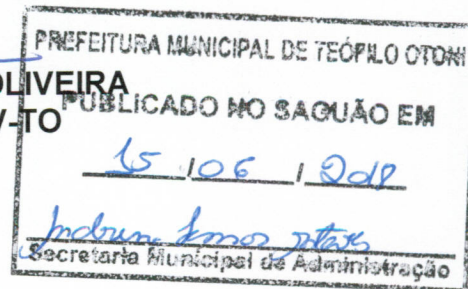 PREFEITURA MUNICIPAL DE TEÓFILO OTONI
OLIVEIRA
V-TO
PUBLICADO NO SAGUÃO EM
15 / 06 / 2018
Secretaria Municipal de Administração